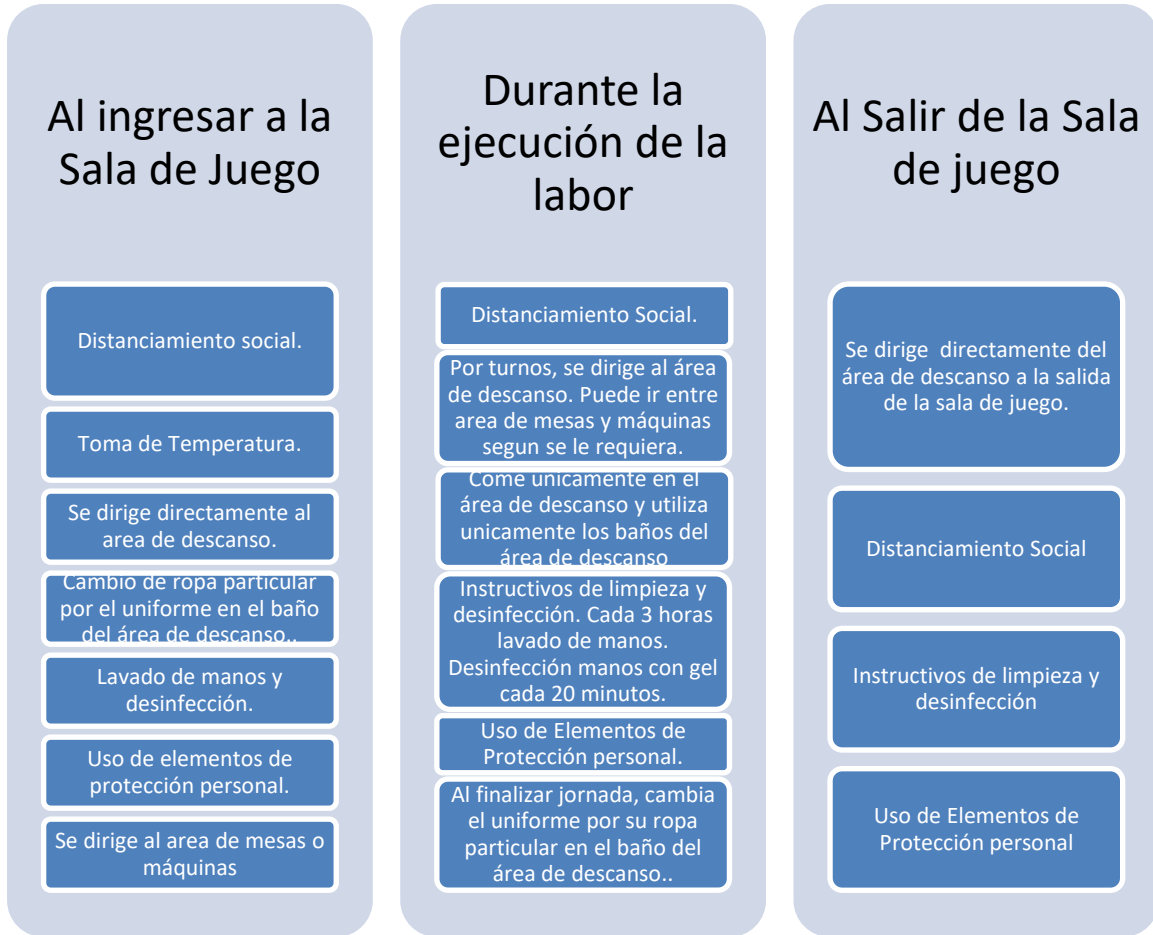 Al ingresar a la
Sala de Juego
Distanciamiento social.
Toma de Temperatura.
Se dirige directamente al
area de descanso.
Cambio de ropa particular
por el uniforme en el baño
del área de descanso..
Lavado de manos y
desinfección.
Uso de elementos de
protección personal.
Se dirige al area de mesas o
máquinas
Durante la
ejecución de la
labor
Distanciamiento Social.
Por turnos, se dirige al área
de descanso. Puede ir entre
area de mesas y máquinas
segun se le requiera.
Come unicamente en el
área de descanso y utiliza
unicamente los baños del
área de descanso
Instructivos de limpieza y
desinfección. Cada 3 horas
lavado de manos.
Desinfección manos con gel
cada 20 minutos.
Uso de Elementos de
Protección personal.
Al finalizar jornada, cambia
el uniforme por su ropa
particular en el baño del
área de descanso..
Al Salir de la Sala
de juego
Se dirige  directamente del
área de descanso a la salida
de la sala de juego.
Distanciamiento Social
Instructivos de limpieza y
desinfección
Uso de Elementos de
Protección personal